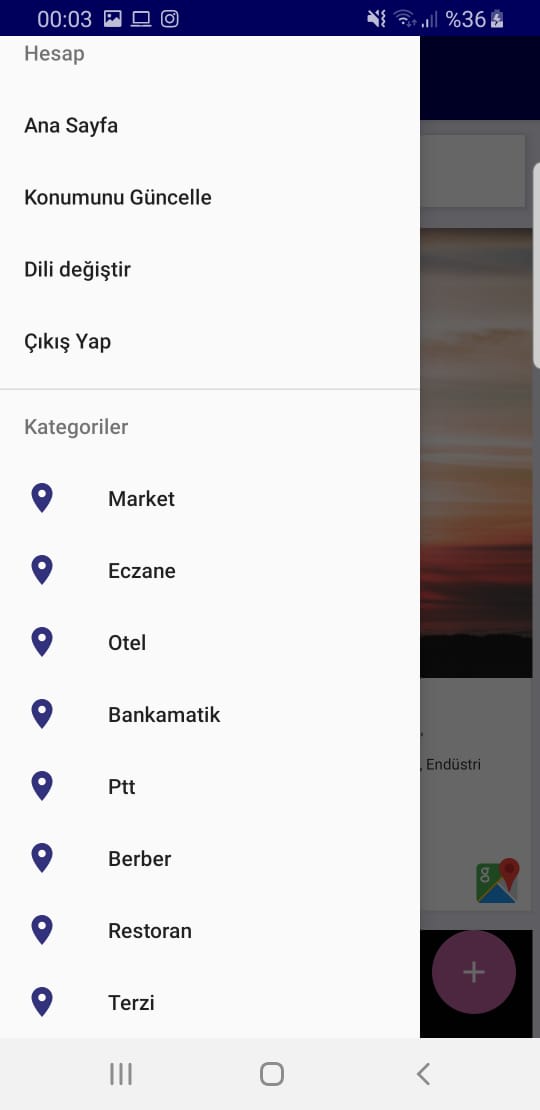 00:03 %36
Hesap
Ana Sayfa
Konumunu Güncelle
Dili değiştir
Çıkış Yap
Kategoriler
Market
Eczane
Otel
Bankamatik
, Endüstri
Ptt
Berber
g
Restoran
Terzi